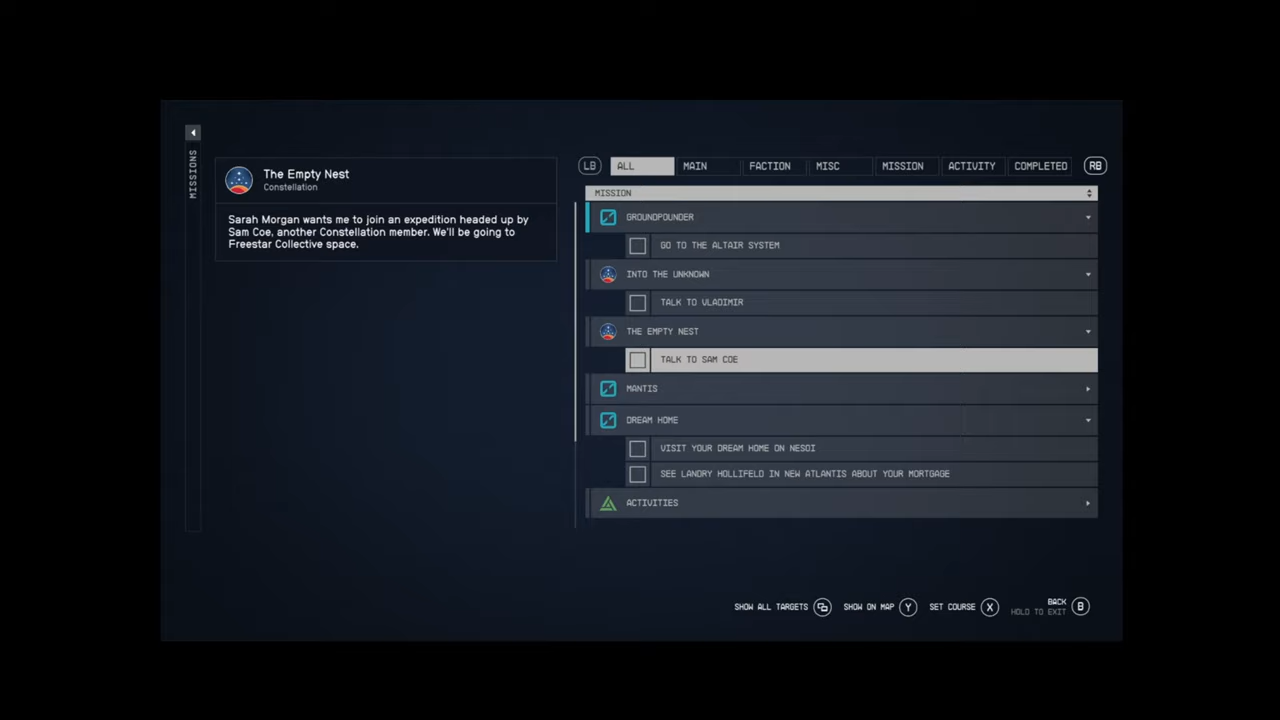 MISSIONS
The Empty Nest
Constellation
Sarah Morgan wants me to join an expedition headed up by
Sam Coe, another Constellation member. We'll be going to
Freestar Collective space.
LB ALL MAIN FACTION MISC MISSION ACTIVITY COMPLETED RB
MISSION
GROUNDPOUNDER
GO TO THE ALTAIR SYSTEM
INTO THE UNKNOWN
TALK TO VLADIMIR
THE EMPTY NEST
TALK TO SAM COE
MANTIS
DREAM HOME
VISIT YOUR DREAM HOME ON NESOI
SEE LANDRY HOLLIFELD IN NEW ATLANTIS ABOUT YOUR MORTGAGE
ACTIVITIES
SHOW ALL TARGETS SHOW ON MAP Y SET COURSE X BACK B
HOLD TO EXIT